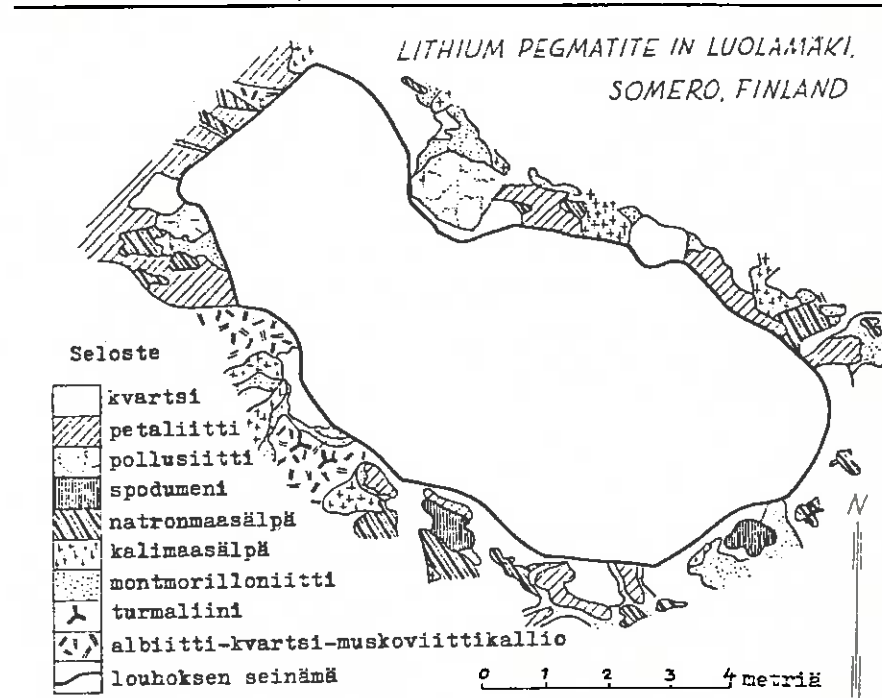 LITHIUM PEGMATITE IN LUOLAMÄKI,
SOMERO, FINLAND
Seloste
kvartsi
petaliitti
pollusiitti
spodumeni
natronmaasälpä
kalimaasälpä
montmorilloniitti
turmaliini
albiitti-kvartsi-muskoviittikallio
louhoksen seinämä
N
0 1 2 3 4 metriä